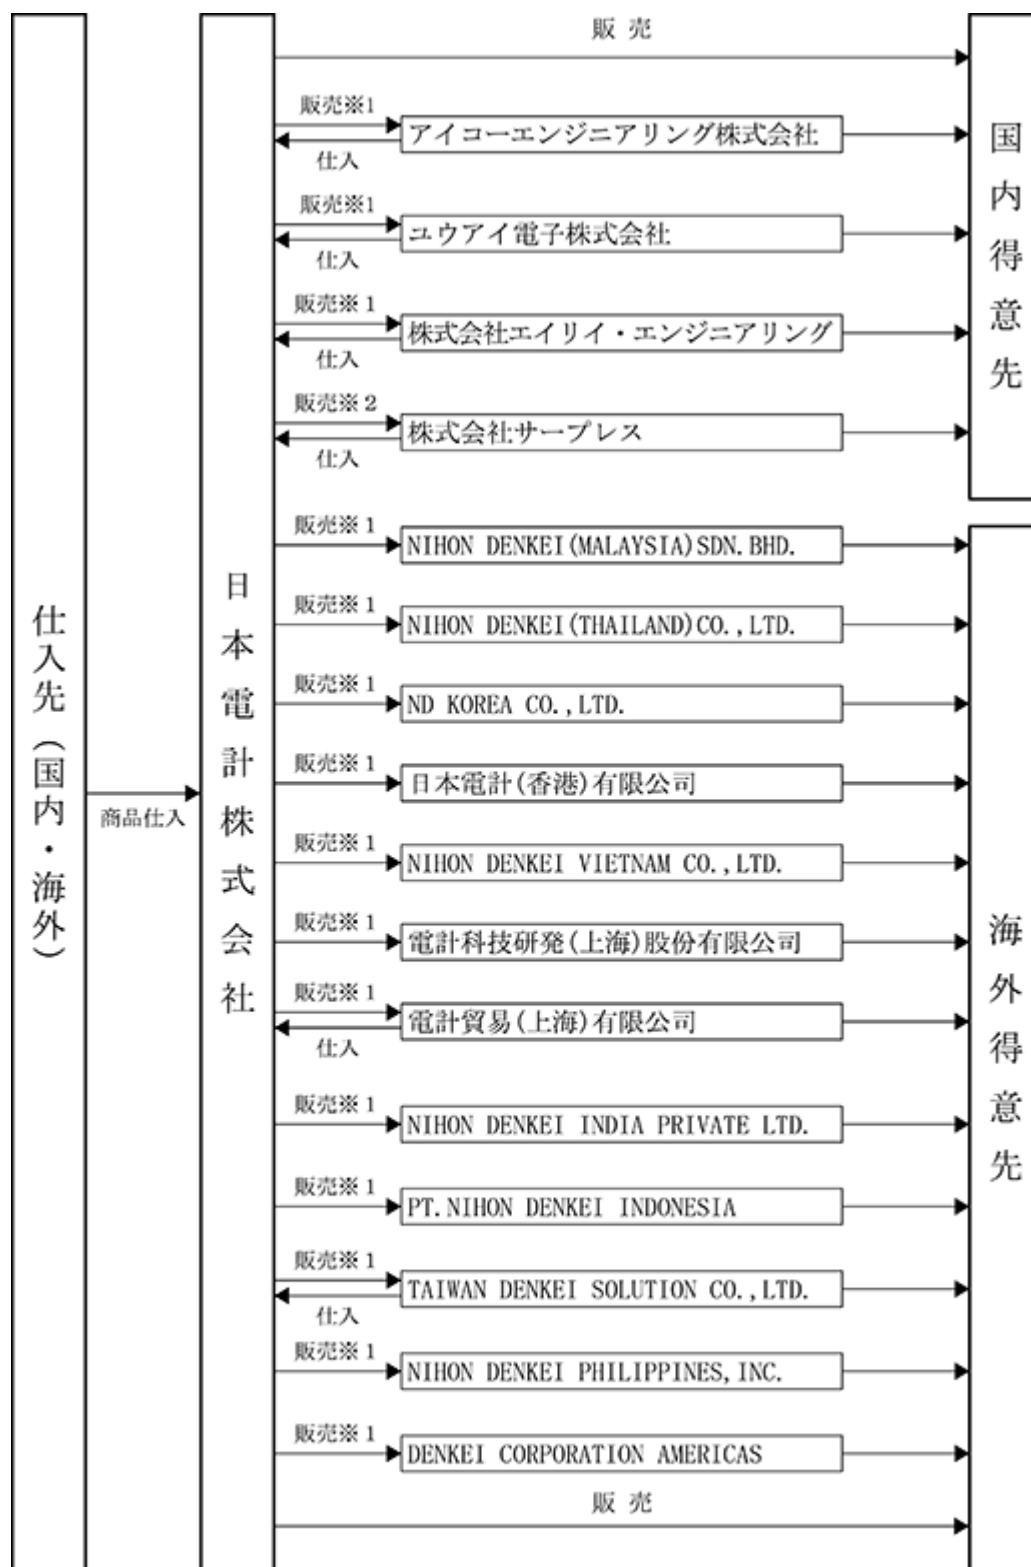 販 売
販売※1
アイコーエンジニアリング株式会社
仕入
販売※1
ユウアイ電子株式会社
仕入
販売※1
株式会社エイリイ・エンジニアリング
仕入
販売※2
株式会社サープレス
仕入
国内得意先
仕入先（国内・海外）
商品仕入
日本電計株式会社
販売※1
NIHON DENKEI(MALAYSIA)SDN.BHD.
販売※1
NIHON DENKEI(THAILAND)CO.,LTD.
販売※1
ND KOREA CO.,LTD.
販売※1
日本電計(香港)有限公司
販売※1
NIHON DENKEI VIETNAM CO.,LTD.
販売※1
電計科技研発(上海)股份有限公司
販売※1
電計貿易(上海)有限公司
仕入
販売※1
NIHON DENKEI INDIA PRIVATE LTD.
販売※1
PT.NIHON DENKEI INDONESIA
販売※1
TAIWAN DENKEI SOLUTION CO.,LTD.
仕入
販売※1
NIHON DENKEI PHILIPPINES,INC.
販売※1
DENKEI CORPORATION AMERICAS
販 売
海外得意先